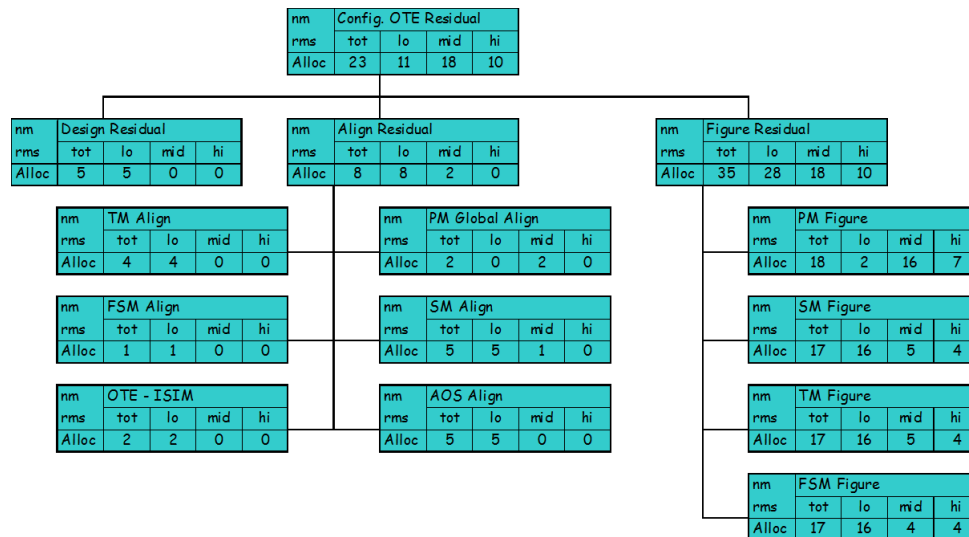 nm Config. OTE Residual
rms tot lo mid hi
Alloc 23 11 18 10
nm Design Residual
rms tot lo mid hi
Alloc 5 5 0 0
nm Align Residual
rms tot lo mid hi
Alloc 8 8 2 0
nm Figure Residual
rms tot lo mid hi
Alloc 35 28 18 10
nm TM Align
rms tot lo mid hi
Alloc 4 4 0 0
nm PM Global Align
rms tot lo mid hi
Alloc 2 0 2 0
nm PM Figure
rms tot lo mid hi
Alloc 18 2 16 7
nm FSM Align
rms tot lo mid hi
Alloc 1 1 0 0
nm SM Align
rms tot lo mid hi
Alloc 5 5 1 0
nm SM Figure
rms tot lo mid hi
Alloc 17 16 5 4
nm OTE - ISIM
rms tot lo mid hi
Alloc 2 2 0 0
nm AOS Align
rms tot lo mid hi
Alloc 5 5 0 0
nm TM Figure
rms tot lo mid hi
Alloc 17 16 5 4
nm FSM Figure
rms tot lo mid hi
Alloc 17 16 4 4